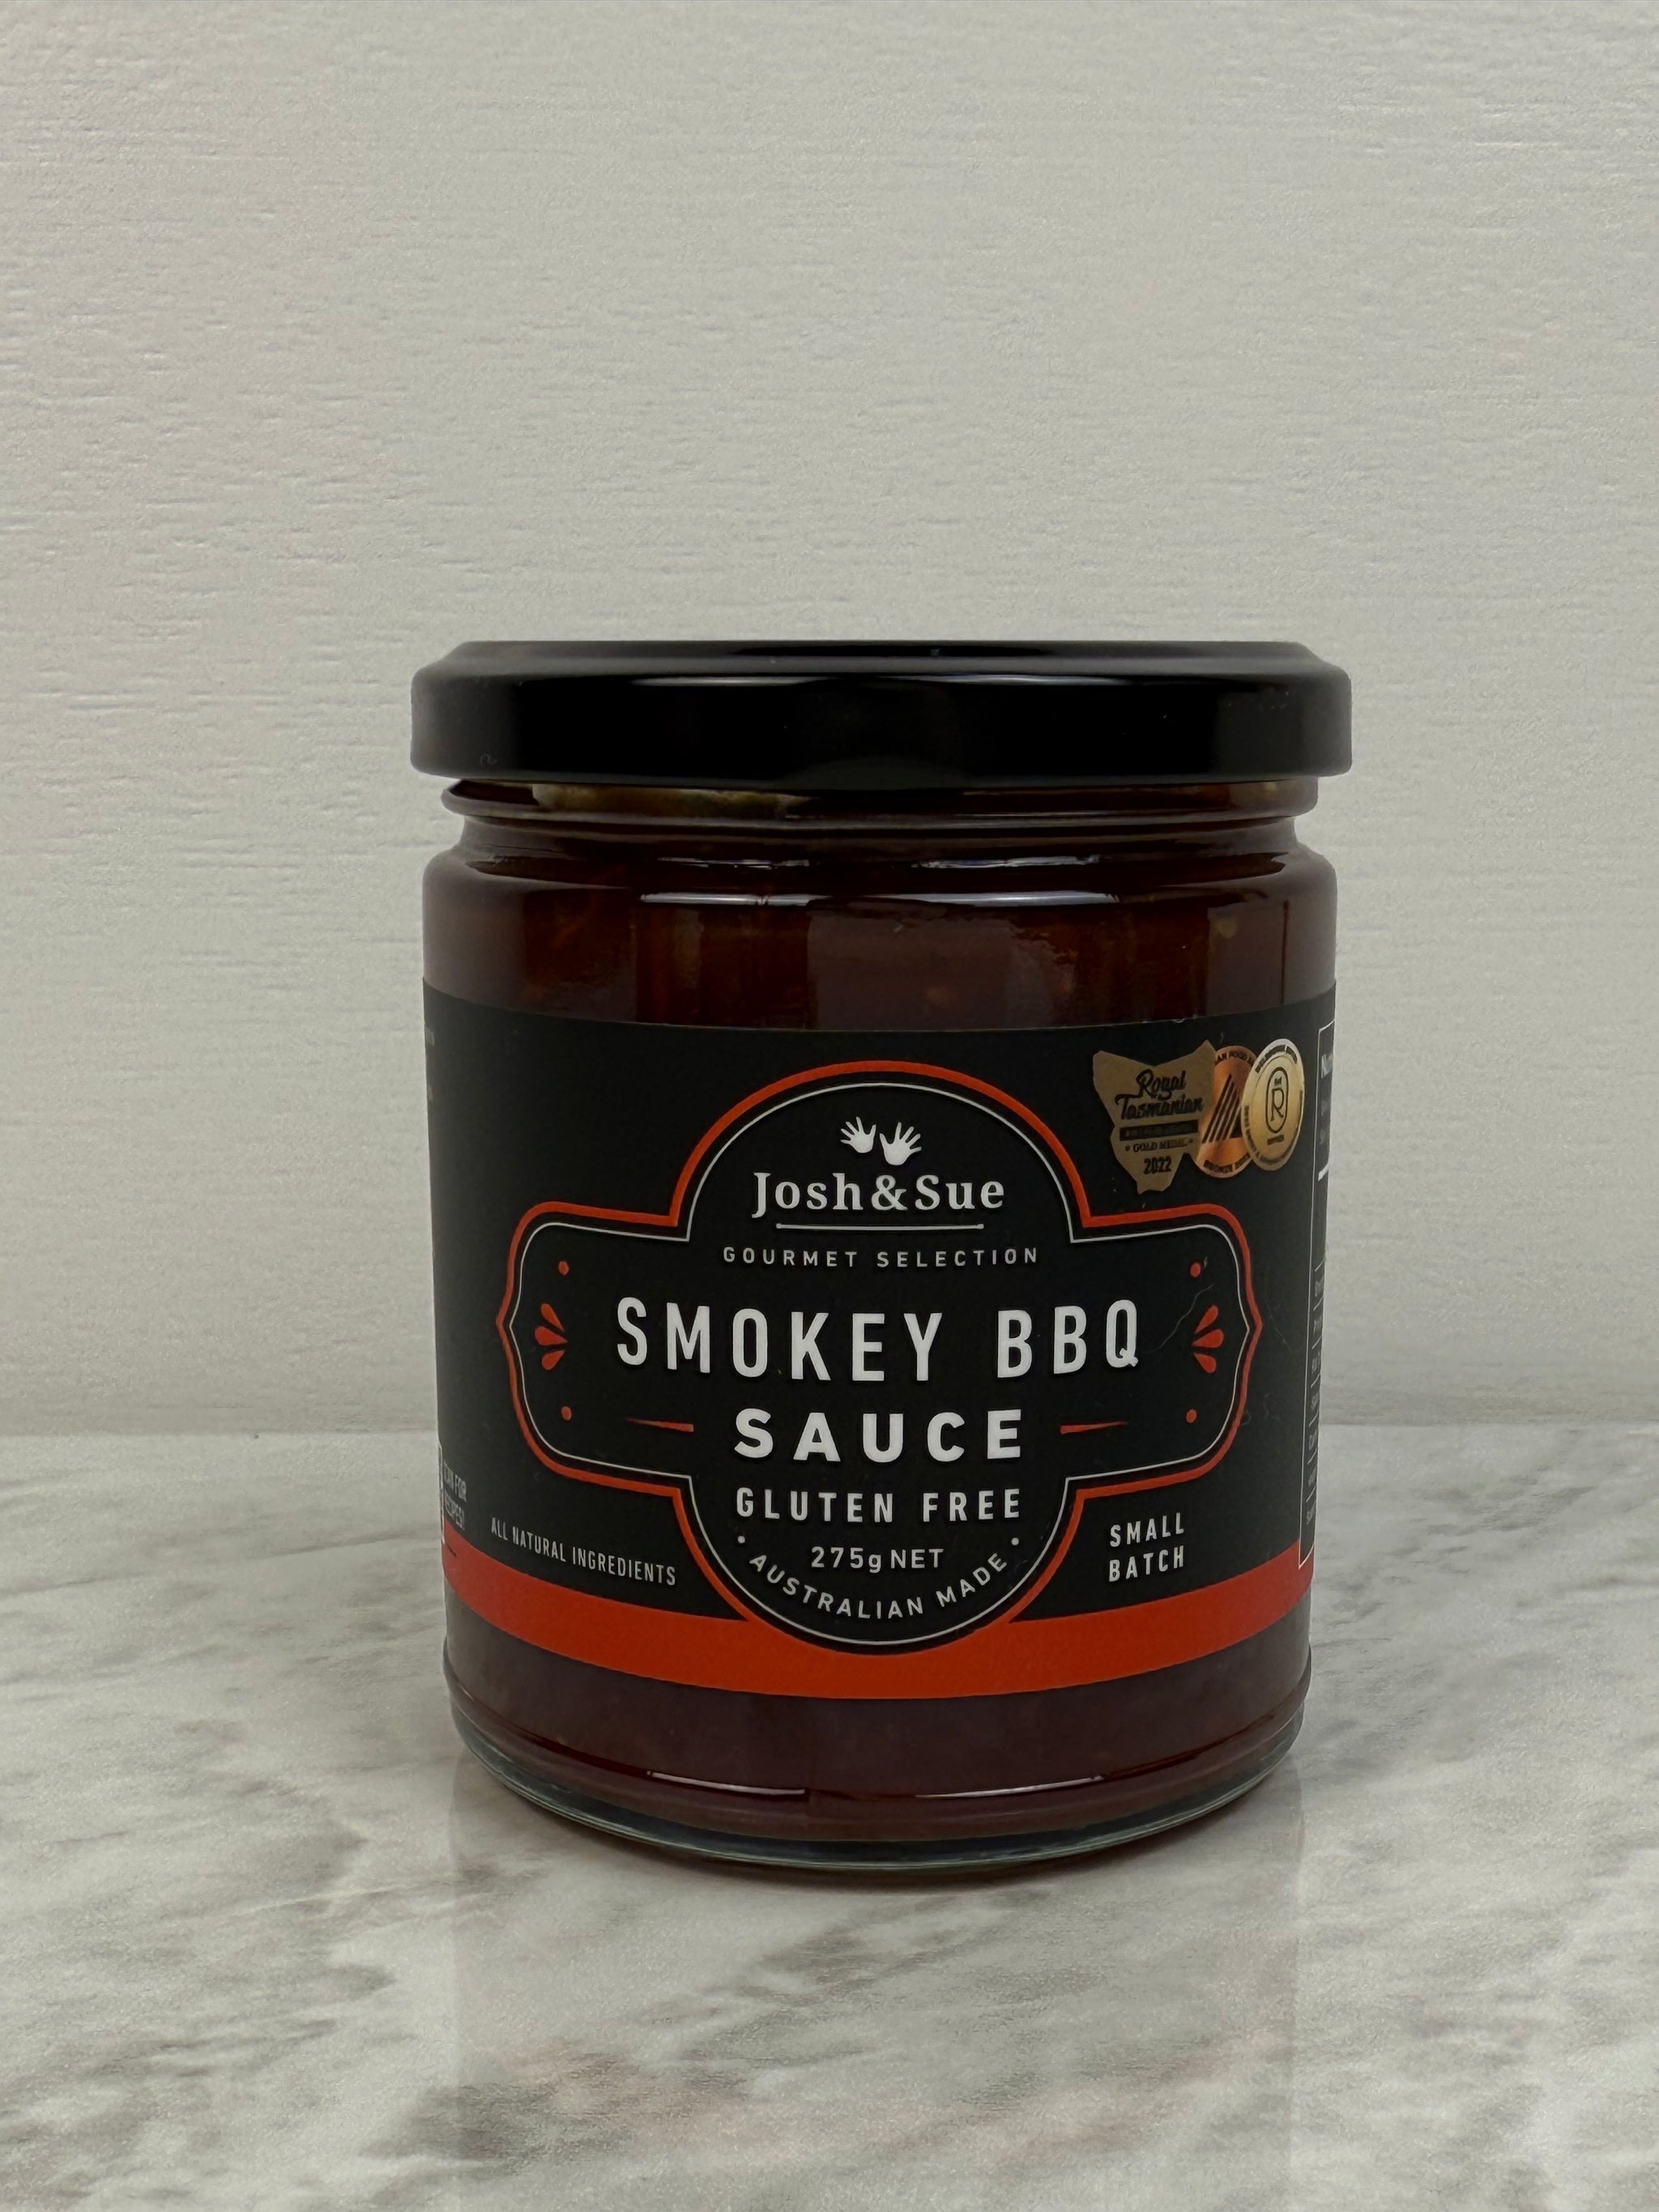 Josh&Sue
GOURMET SELECTION
SMOKEY BBQ
SAUCE
GLUTEN FREE
275g NET
• AUSTRALIAN MADE •
ALL NATURAL INGREDIENTS
SMALL
BATCH
Royal
Tasmanian
• GOLD MEDAL •
2022
R